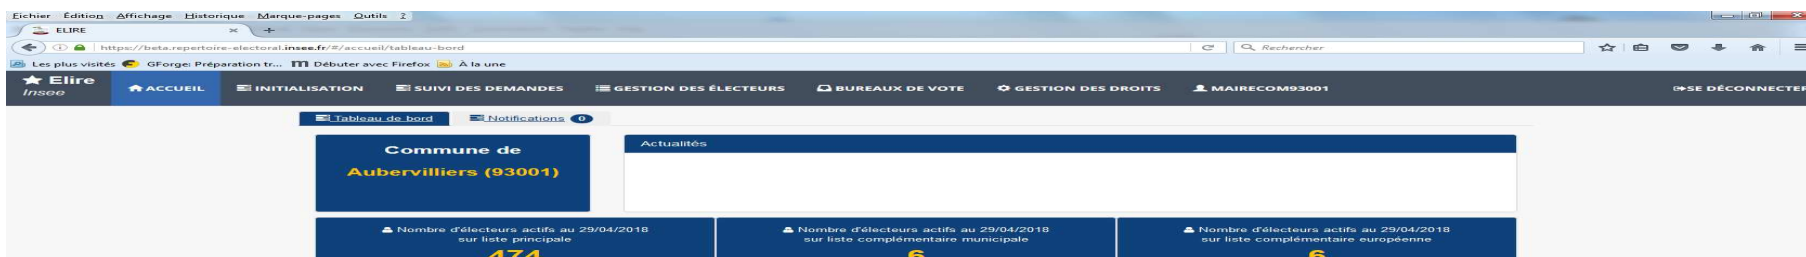 Eichier Édition Affichage Historique Marque-pages Outils ?
ELIRE × +
https://beta.repertoire-electoral.insee.fr/#/accueil/tableau-bord Rechercher
Les plus visités GForge: Préparation tr... Débuter avec Firefox À la une
Elire
Insee
ACCUEIL INITIALISATION SUIVI DES DEMANDES GESTION DES ÉLECTEURS BUREAUX DE VOTE GESTION DES DROITS MAIRECOM93001 SE DÉCONNECTER
Tableau de bord Notifications 0
Commune de
Aubervilliers (93001)
Actualités
Nombre d'électeurs actifs au 29/04/2018
sur liste principale
474
Nombre d'électeurs actifs au 29/04/2018
sur liste complémentaire municipale
6
Nombre d'électeurs actifs au 29/04/2018
sur liste complémentaire européenne
6